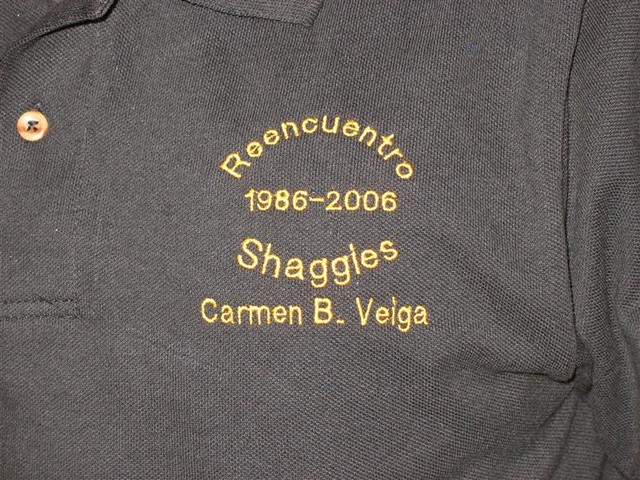 Reencuentro
1986-2006
Shaggies
Carmen B. Veiga